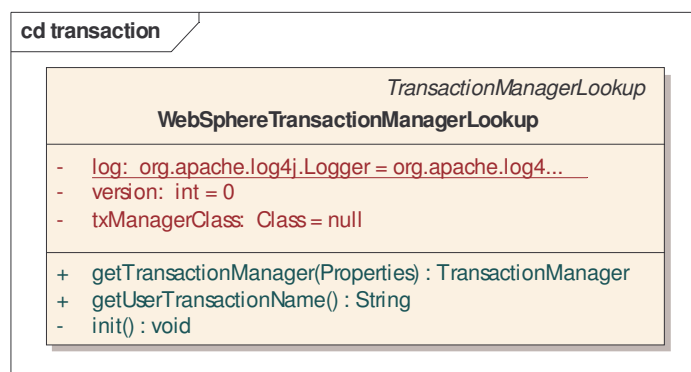 cd transaction
TransactionManagerLookup
WebSphereTransactionManagerLookup
- log: org.apache.log4j.Logger = org.apache.log4...
- version: int = 0
- txManagerClass: Class = null
+ getTransactionManager(Properties) : TransactionManager
+ getUserTransactionName() : String
- init() : void